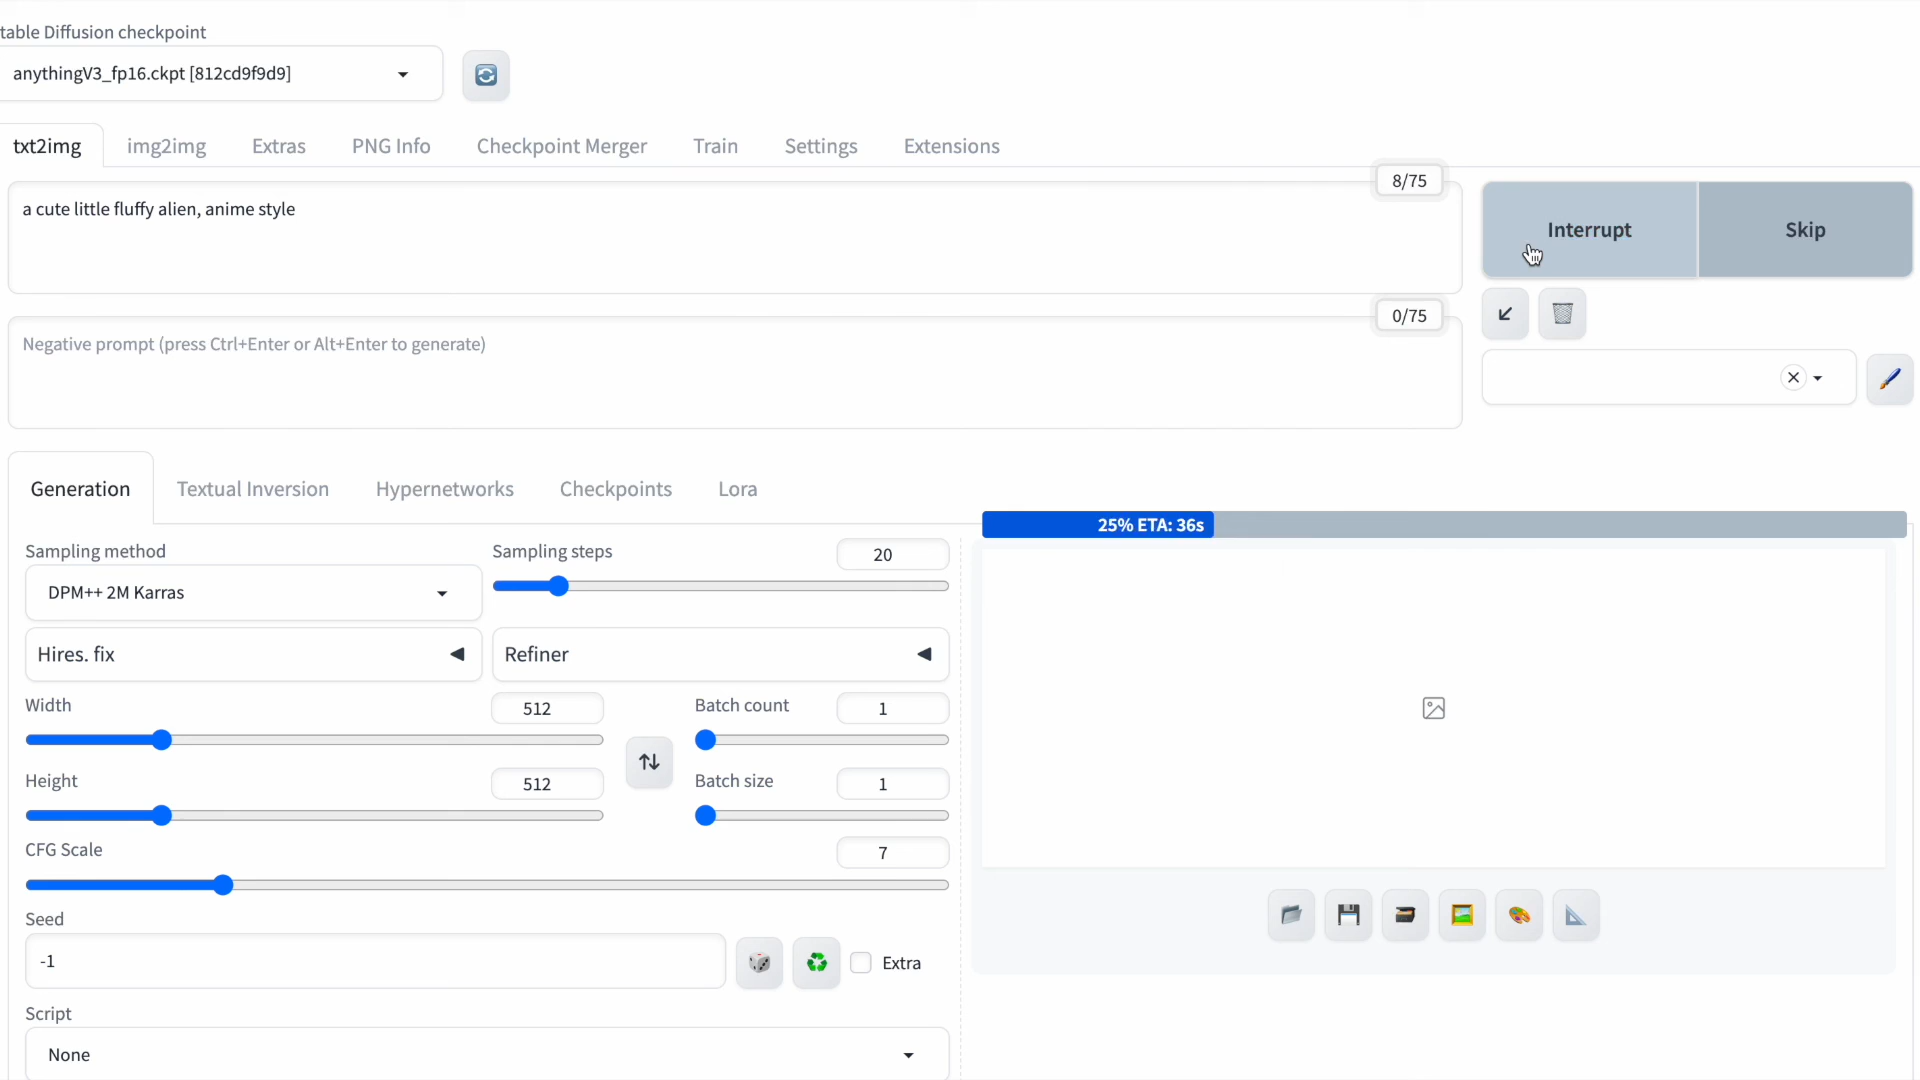 table Diffusion checkpoint
anythingV3_fp16.ckpt [812cd9f9d9]
txt2img
img2img
Extras
PNG Info
Checkpoint Merger
Train
Settings
Extensions
8/75
a cute little fluffy alien, anime style
Interrupt
Skip
0/75
Negative prompt (press Ctrl+Enter or Alt+Enter to generate)
Generation
Textual Inversion
Hypernetworks
Checkpoints
Lora
25% ETA: 36s
Sampling method
DPM++ 2M Karras
Sampling steps
20
Hires. fix
Refiner
Width
512
Batch count
1
Height
512
Batch size
1
CFG Scale
7
Seed
-1
Extra
Script
None